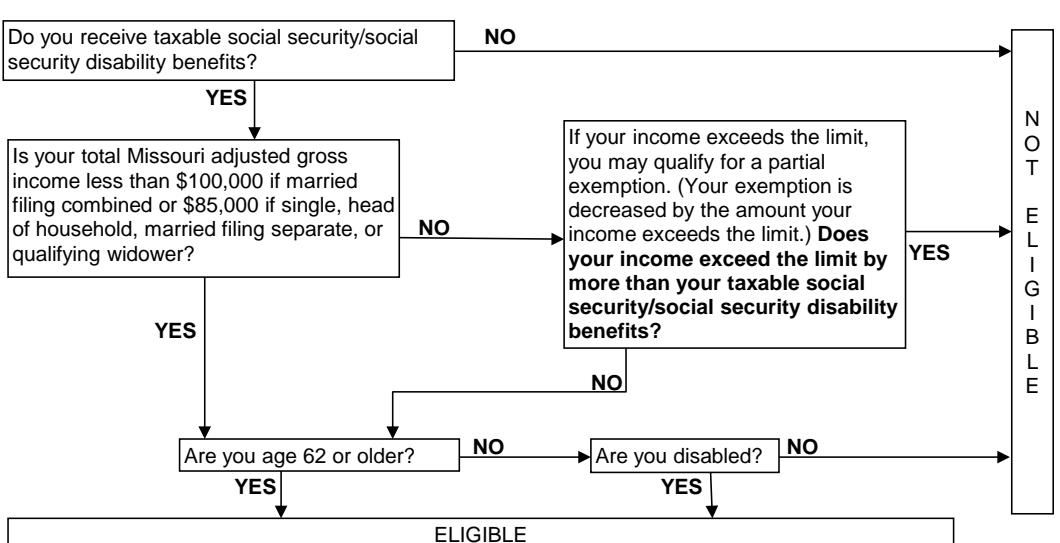 Do you receive taxable social security/social
security disability benefits?
NO
YES
Is your total Missouri adjusted gross
income less than $100,000 if married
filing combined or $85,000 if single, head
of household, married filing separate, or
qualifying widower?
NO
If your income exceeds the limit,
you may qualify for a partial
exemption. (Your exemption is
decreased by the amount your
income exceeds the limit.) Does
your income exceed the limit by
more than your taxable social
security/social security disability
benefits?
YES
NOT ELIGIBLE
YES
NO
Are you age 62 or older?
NO
Are you disabled?
NO
YES
YES
ELIGIBLE